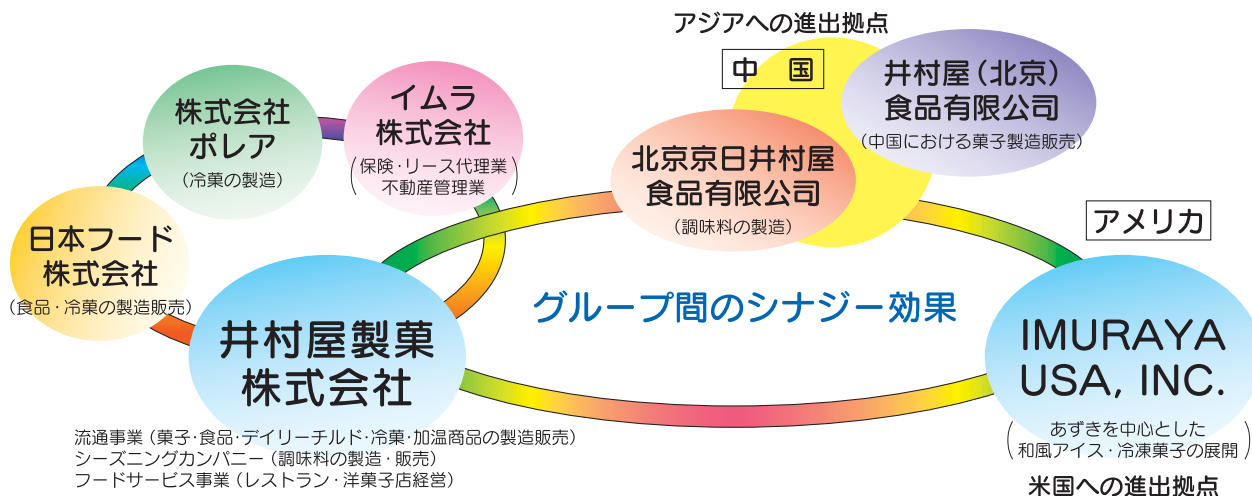 アジアへの進出拠点
中 国
井村屋(北京)
食品有限公司
(中国における菓子製造販売)
北京京日井村屋
食品有限公司
(調味料の製造)
イムラ
株式会社
(保険・リース代理業
不動産管理業)
株式会社
ポレア
(冷菓の製造)
日本フード
株式会社
(食品・冷菓の製造販売)
井村屋製菓
株式会社
流通事業(菓子・食品・デイリーチルド・冷菓・加温商品の製造販売)
シーズニングカンパニー(調味料の製造・販売)
フードサービス事業(レストラン・洋菓子店経営)
グループ間のシナジー効果
アメリカ
IMURAYA
USA, INC.
(あずきを中心とした
和風アイス・冷凍菓子の展開)
米国への進出拠点